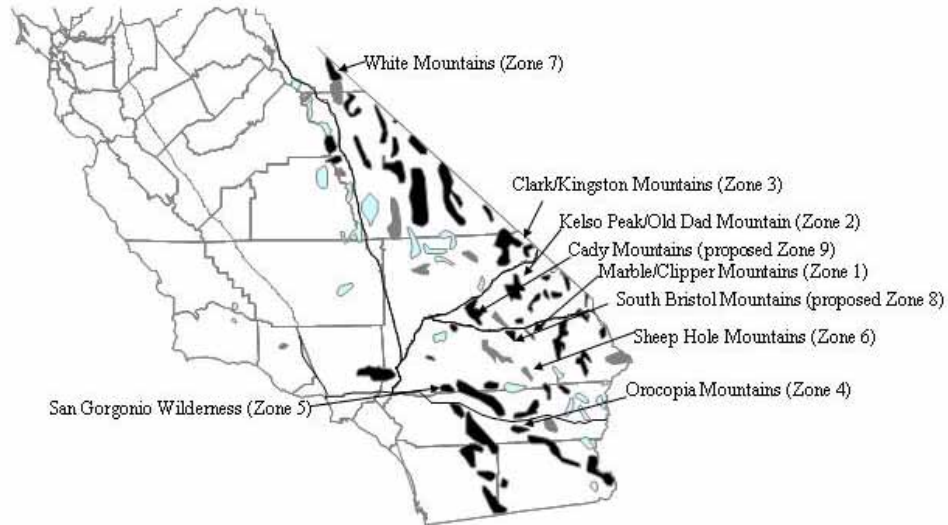 White Mountains (Zone 7)
Clark/Kingston Mountains (Zone 3)
Kelso Peak/Old Dad Mountain (Zone 2)
Cady Mountains (proposed Zone 9)
Marble/Clipper Mountains (Zone 1)
South Bristol Mountains (proposed Zone 8)
Sheep Hole Mountains (Zone 6)
Orocopia Mountains (Zone 4)
San Gorgonio Wilderness (Zone 5)